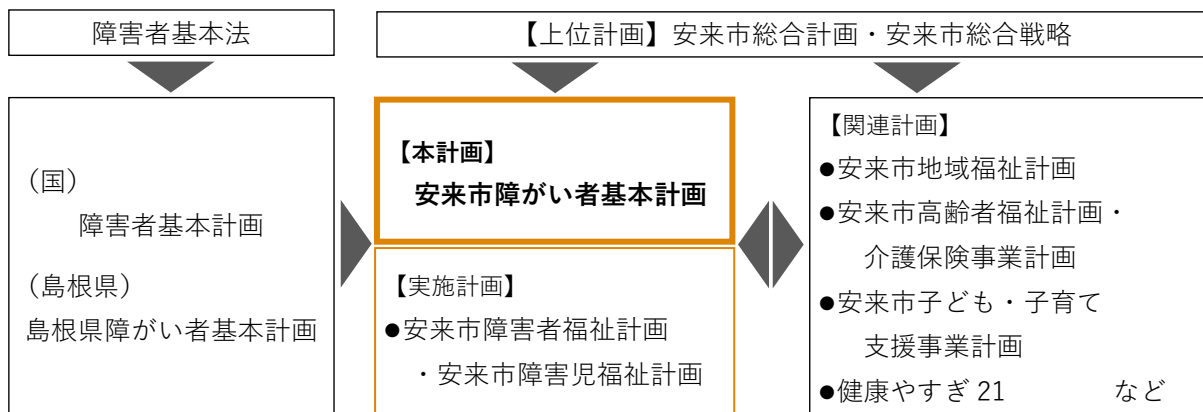 障害者基本法
【上位計画】安来市総合計画・安来市総合戦略
（国）
障害者基本計画
（島根県）
島根県障がい者基本計画
【本計画】
安来市障がい者基本計画
【実施計画】
●安来市障害者福祉計画
・安来市障害児福祉計画
【関連計画】
●安来市地域福祉計画
●安来市高齢者福祉計画・
介護保険事業計画
●安来市子ども・子育て
支援事業計画
●健康やすぎ 21　など